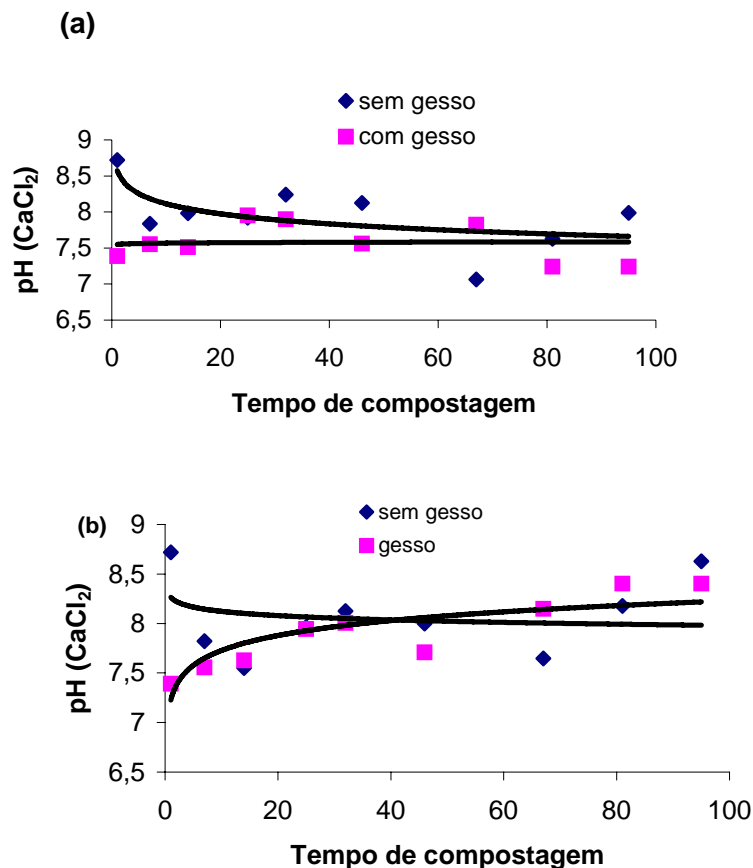 (a)
sem gesso
com gesso
9
8,5
8
7,5
7
6,5
pH (CaCl₂)
0 20 40 60 80 100
Tempo de compostagem
(b)
sem gesso
gesso
9
8,5
8
7,5
7
6,5
pH (CaCl₂)
0 20 40 60 80 100
Tempo de compostagem